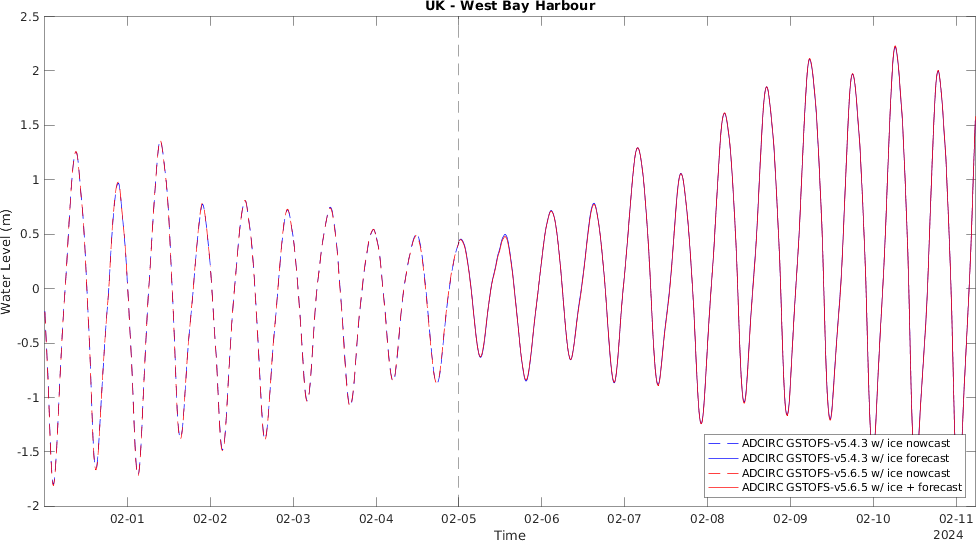 UK - West Bay Harbour
2.5
2
1.5
1
0.5
0
-0.5
-1
-1.5
-2
Water Level (m)
ADCIRC GSTOFS-v5.4.3 w/ ice nowcast
ADCIRC GSTOFS-v5.4.3 w/ ice forecast
ADCIRC GSTOFS-v5.6.5 w/ ice nowcast
ADCIRC GSTOFS-v5.6.5 w/ ice + forecast
02-01 02-02 02-03 02-04 02-05 02-06 02-07 02-08 02-09 02-10 02-11
Time 2024